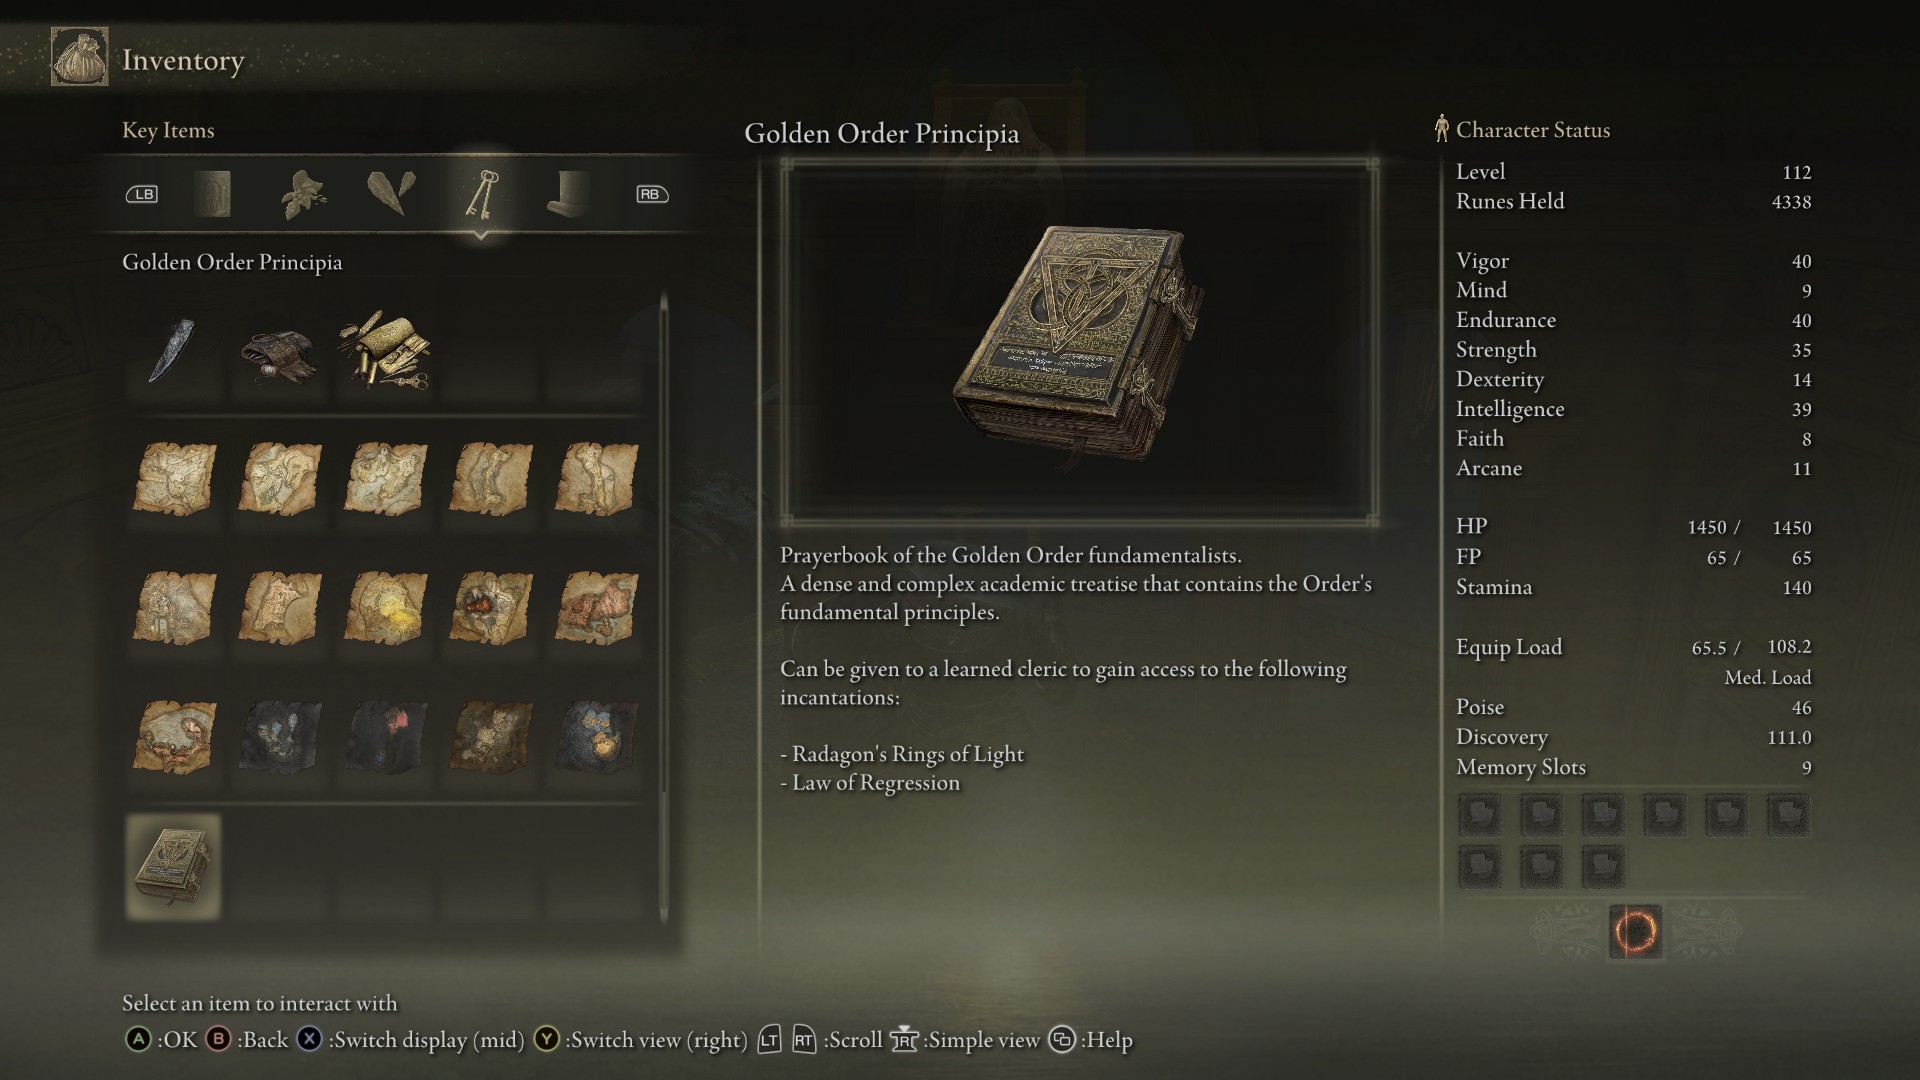 Inventory
Key Items
LB
RB
Golden Order Principia
Golden Order Principia
Prayerbook of the Golden Order fundamentalists.
A dense and complex academic treatise that contains the Order's
fundamental principles.
Can be given to a learned cleric to gain access to the following
incantations:
- Radagon's Rings of Light
- Law of Regression
Character Status
Level 112
Runes Held 4338
Vigor 40
Mind 9
Endurance 40
Strength 35
Dexterity 14
Intelligence 39
Faith 8
Arcane 11
HP 1450 / 1450
FP 65 / 65
Stamina 140
Equip Load 65.5 / 108.2
Med. Load
Poise 46
Discovery 111.0
Memory Slots 9
Select an item to interact with
A :OK B :Back X :Switch display (mid) Y :Switch view (right) LT RT :Scroll R :Simple view :Help